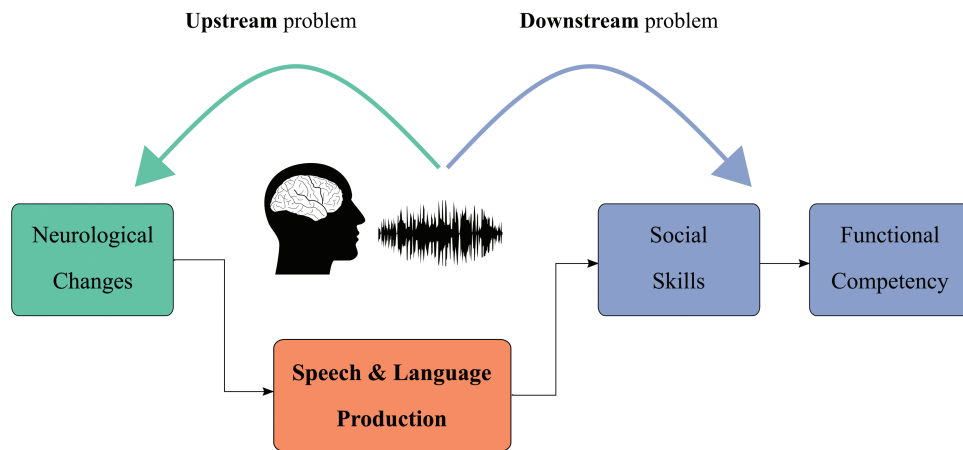 Upstream problem
Downstream problem
Neurological
Changes
Social
Skills
Functional
Competency
Speech & Language
Production